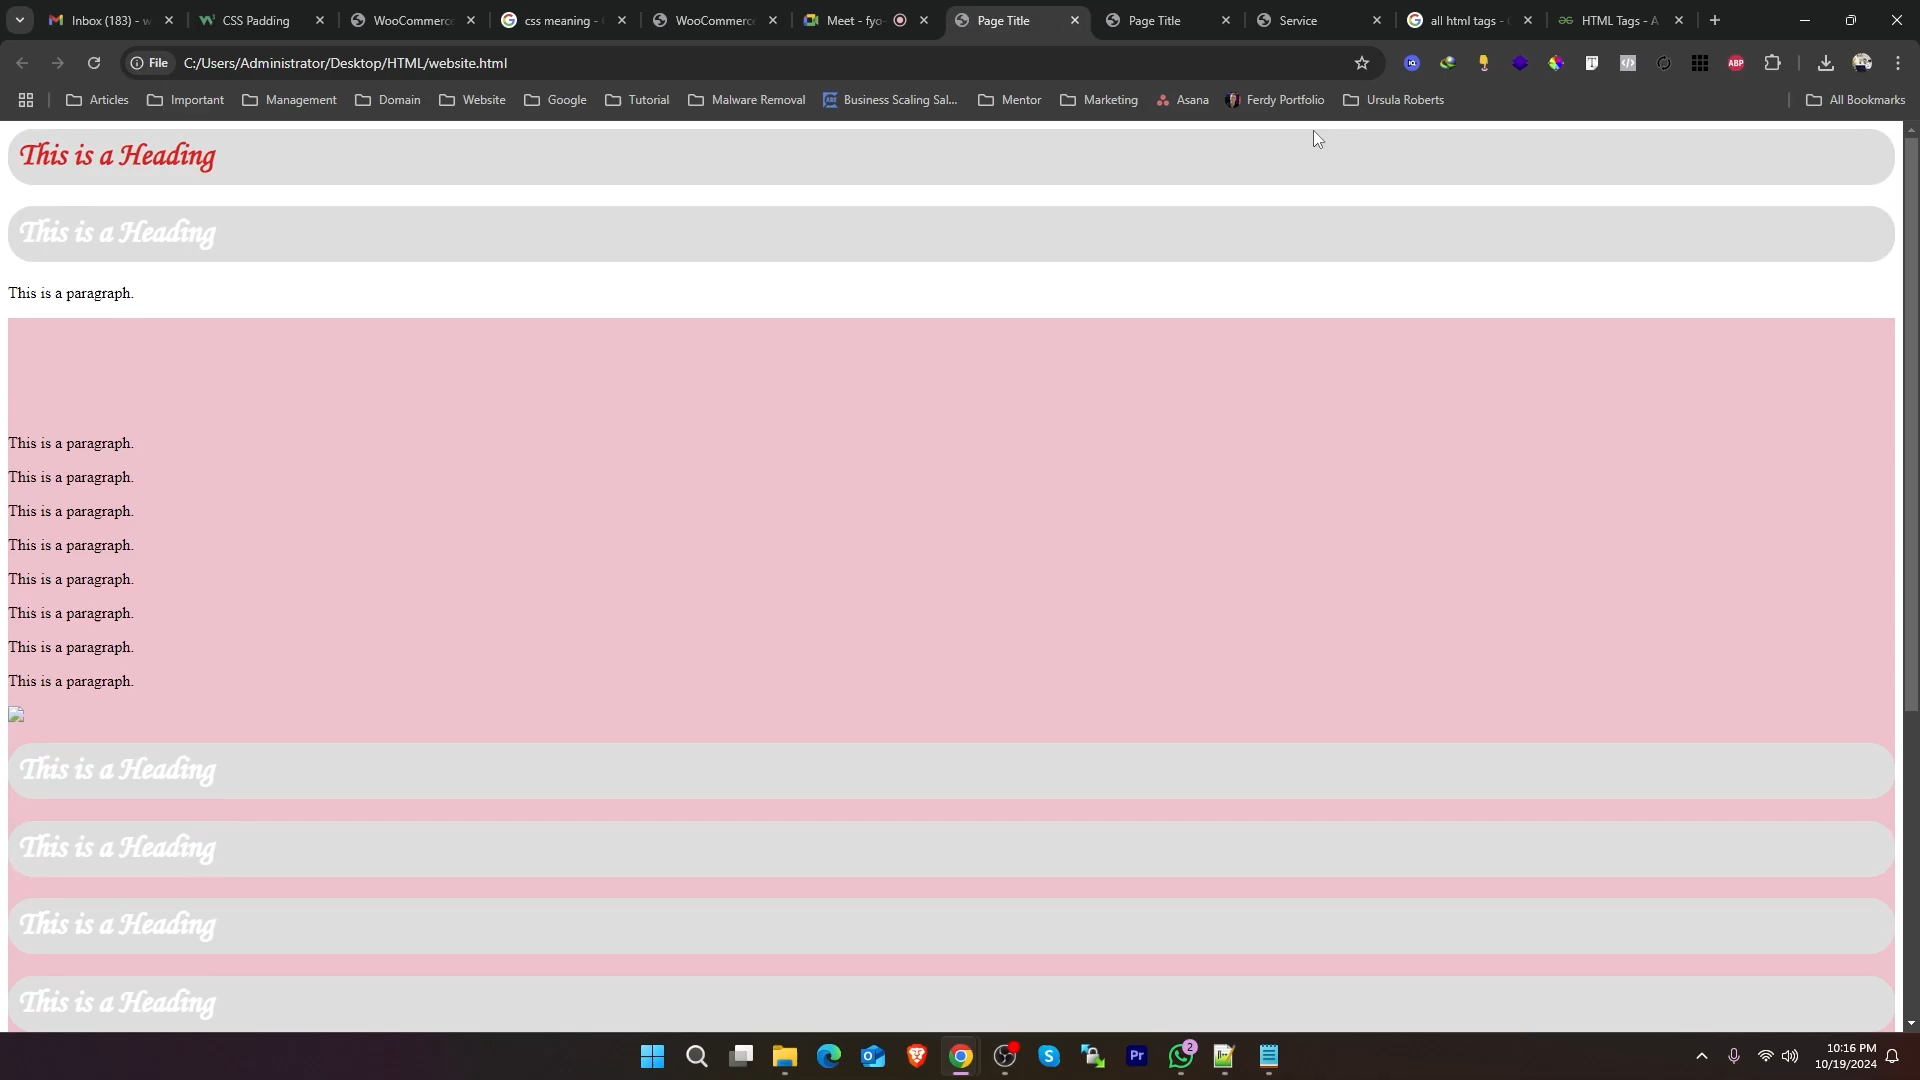 Inbox (183) - w
CSS Padding
WooCommerce
css meaning -
WooCommerce
Meet - fyo-
Page Title
Page Title
Service
all html tags -
HTML Tags - A
File
C:/Users/Administrator/Desktop/HTML/website.html
ABP
Articles
Important
Management
Domain
Website
Google
Tutorial
Malware Removal
Business Scaling Sal...
Mentor
Marketing
Asana
Ferdy Portfolio
Ursula Roberts
All Bookmarks
This is a Heading
This is a Heading
This is a paragraph.
This is a paragraph.
This is a paragraph.
This is a paragraph.
This is a paragraph.
This is a paragraph.
This is a paragraph.
This is a paragraph.
This is a paragraph.
This is a Heading
This is a Heading
This is a Heading
This is a Heading
Pr
2
10:16 PM
10/19/2024